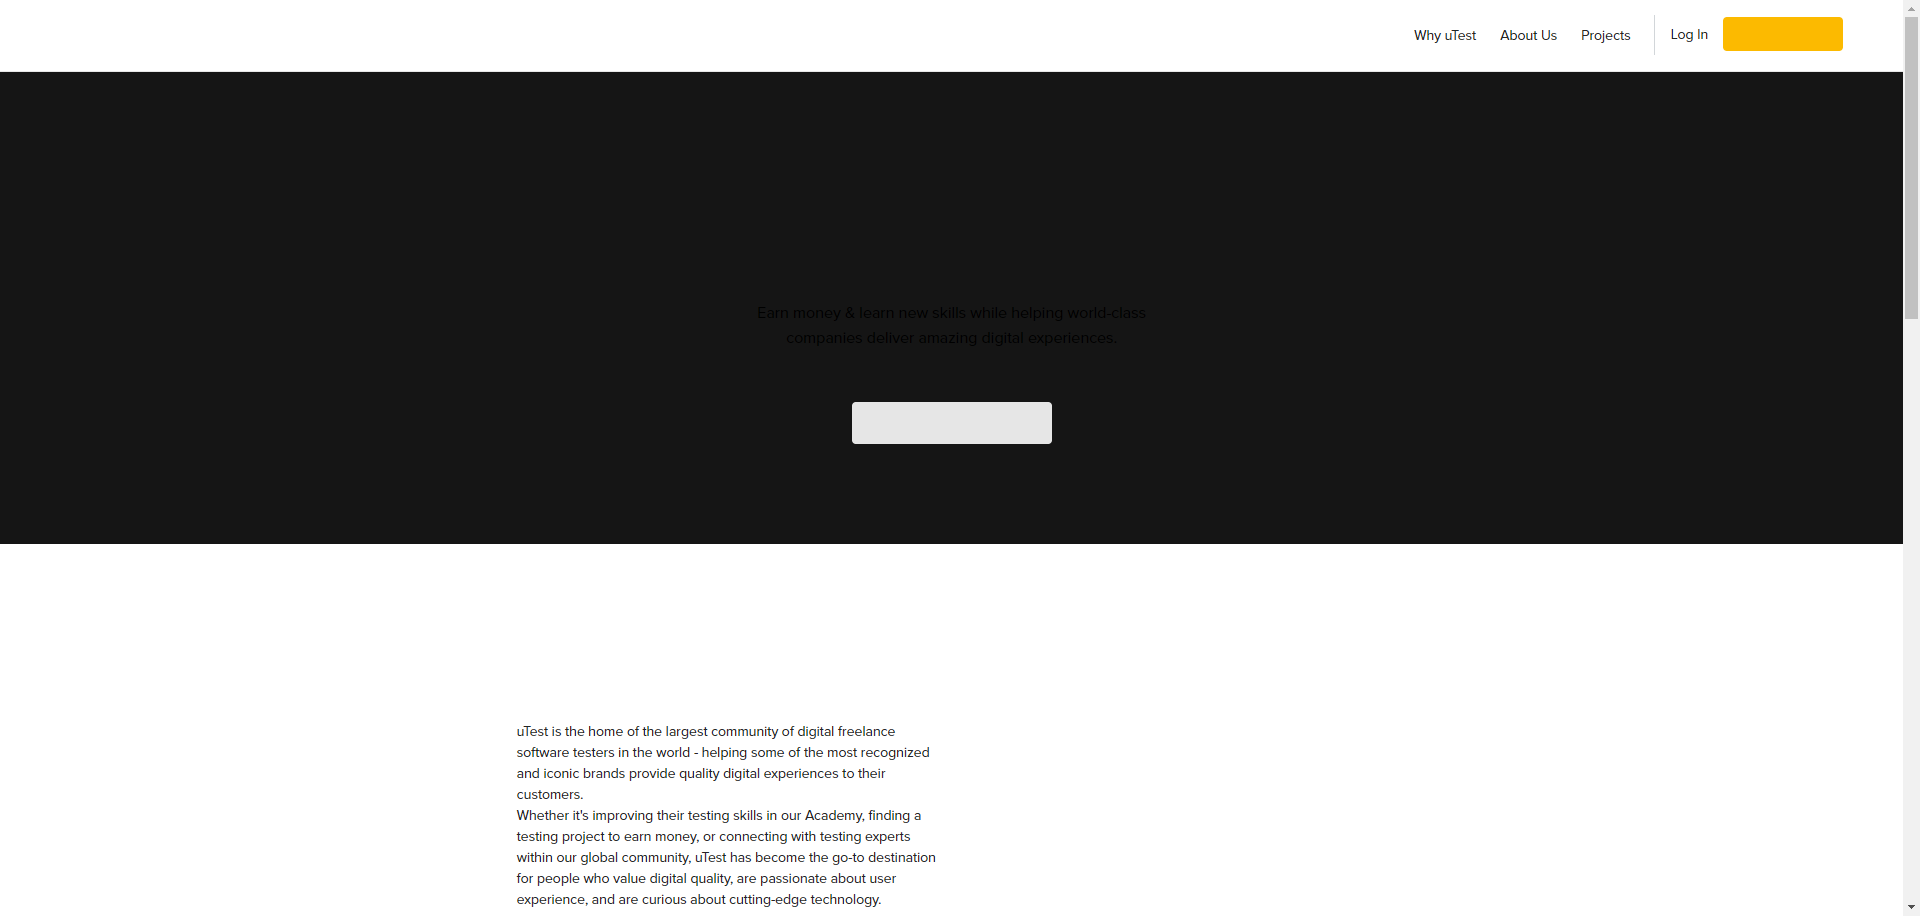 Why uTest About Us Projects Log In
Earn money & learn new skills while helping world-class
companies deliver amazing digital experiences.
uTest is the home of the largest community of digital freelance
software testers in the world - helping some of the most recognized
and iconic brands provide quality digital experiences to their
customers.
Whether it's improving their testing skills in our Academy, finding a
testing project to earn money, or connecting with testing experts
within our global community, uTest has become the go-to destination
for people who value digital quality, are passionate about user
experience, and are curious about cutting-edge technology.